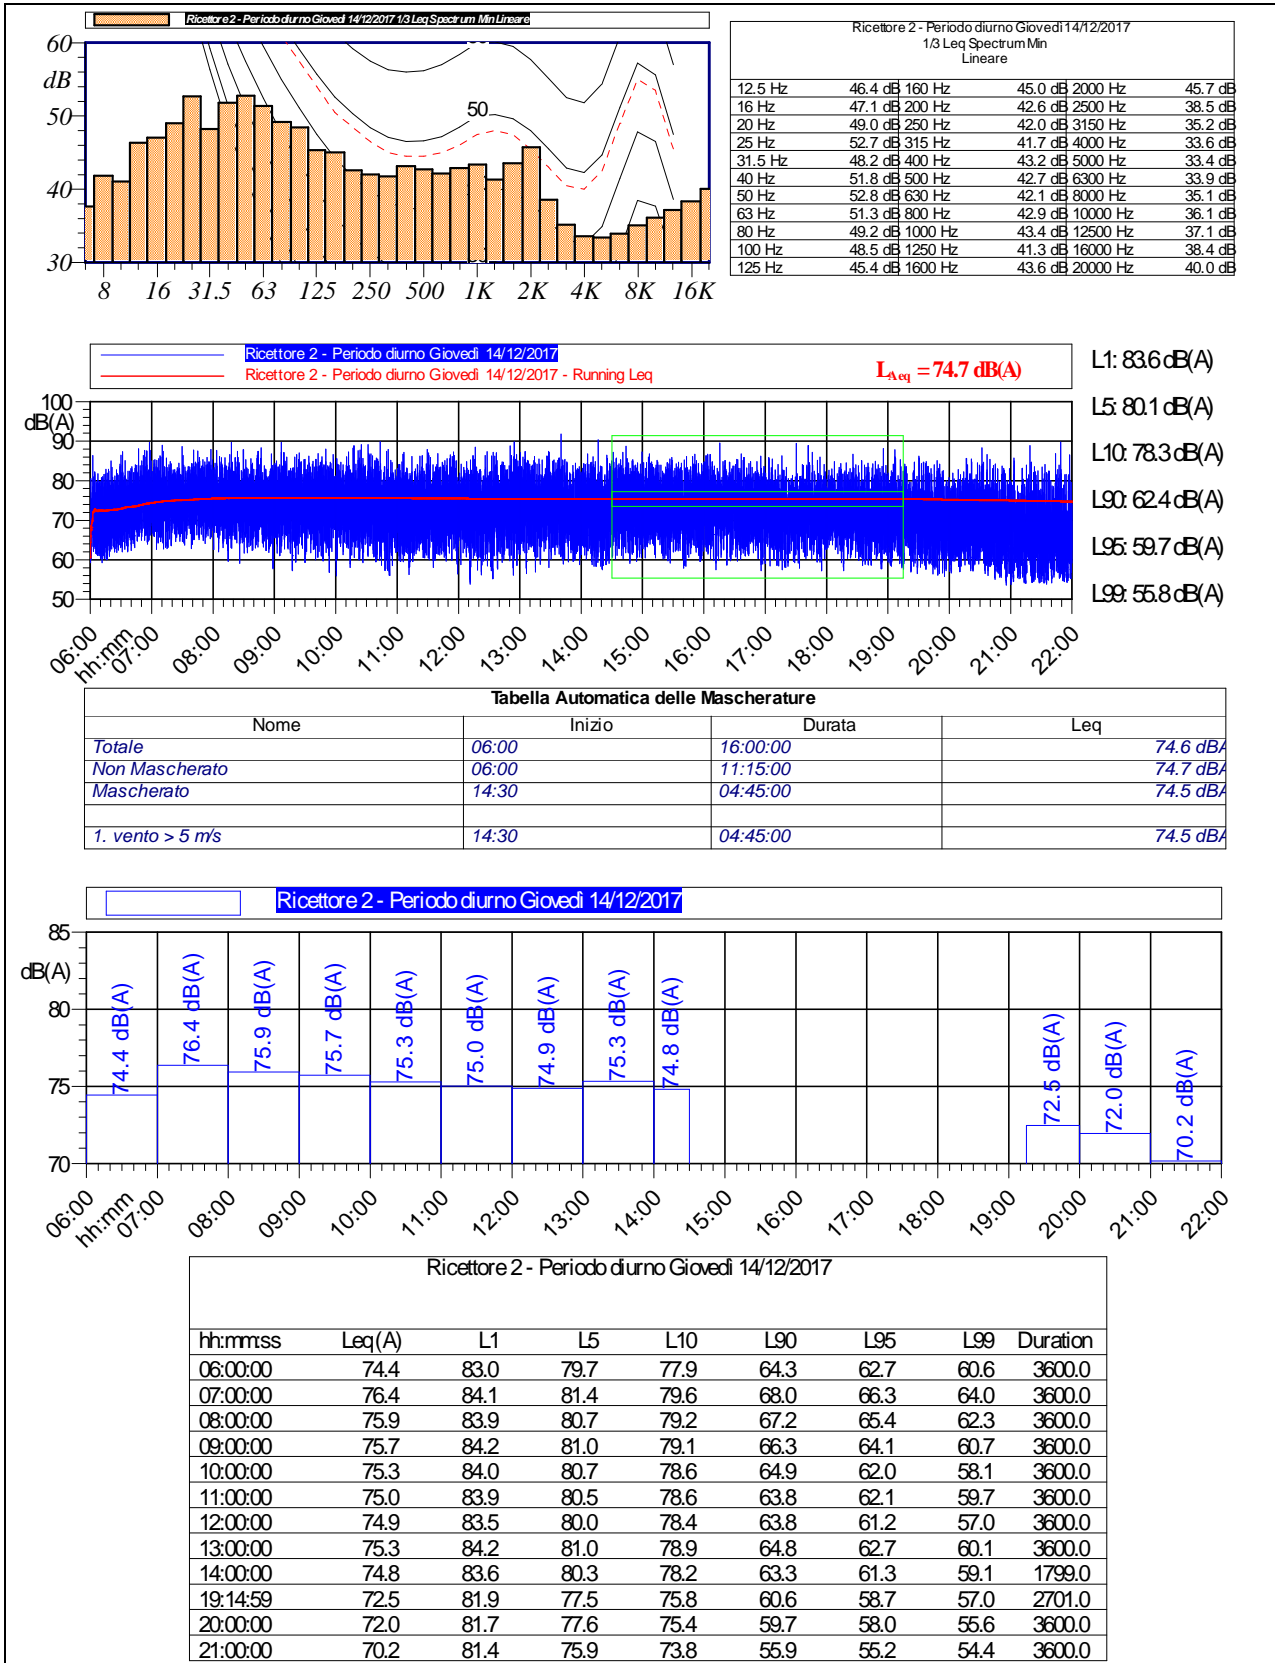 Ricettore 2 - Periodo diurno Giovedì 14/12/2017 1/3 Leq Spectrum Min Lineare
60
dB
50
40
30
50
8 16 31.5 63 125 250 500 1K 2K 4K 8K 16K
Ricettore 2 - Periodo diurno Giovedì 14/12/2017
1/3 Leq Spectrum Min
Lineare
12.5 Hz 46.4 dB 160 Hz 45.0 dB 2000 Hz 45.7 dB
16 Hz 47.1 dB 200 Hz 42.6 dB 2500 Hz 38.5 dB
20 Hz 49.0 dB 250 Hz 42.0 dB 3150 Hz 35.2 dB
25 Hz 52.7 dB 315 Hz 41.7 dB 4000 Hz 33.6 dB
31.5 Hz 48.2 dB 400 Hz 43.2 dB 5000 Hz 33.4 dB
40 Hz 51.8 dB 500 Hz 42.7 dB 6300 Hz 33.9 dB
50 Hz 52.8 dB 630 Hz 42.1 dB 8000 Hz 35.1 dB
63 Hz 51.3 dB 800 Hz 42.9 dB 10000 Hz 36.1 dB
80 Hz 49.2 dB 1000 Hz 43.4 dB 12500 Hz 37.1 dB
100 Hz 48.5 dB 1250 Hz 41.3 dB 16000 Hz 38.4 dB
125 Hz 45.4 dB 1600 Hz 43.6 dB 20000 Hz 40.0 dB
Ricettore 2 - Periodo diurno Giovedì 14/12/2017
Ricettore 2 - Periodo diurno Giovedì 14/12/2017 - Running Leq
LAeq = 74.7 dB(A)
100
dB(A)
90
80
70
60
50
06:00 hh:mm 07:00 08:00 09:00 10:00 11:00 12:00 13:00 14:00 15:00 16:00 17:00 18:00 19:00 20:00 21:00 22:00
L1: 83.6 dB(A)
L5: 80.1 dB(A)
L10: 78.3 dB(A)
L90: 62.4 dB(A)
L95: 59.7 dB(A)
L99: 55.8 dB(A)
Tabella Automatica delle Mascherature
Nome Inizio Durata Leq
Totale 06:00 16:00:00 74.6 dBA
Non Mascherato 06:00 11:15:00 74.7 dBA
Mascherato 14:30 04:45:00 74.5 dBA
1. vento > 5 m/s 14:30 04:45:00 74.5 dBA
Ricettore 2 - Periodo diurno Giovedì 14/12/2017
85
dB(A)
80
75
70
74.4 dB(A)
76.4 dB(A)
75.9 dB(A)
75.7 dB(A)
75.3 dB(A)
75.0 dB(A)
74.9 dB(A)
75.3 dB(A)
74.8 dB(A)
72.5 dB(A)
72.0 dB(A)
70.2 dB(A)
06:00 hh:mm 07:00 08:00 09:00 10:00 11:00 12:00 13:00 14:00 15:00 16:00 17:00 18:00 19:00 20:00 21:00 22:00
Ricettore 2 - Periodo diurno Giovedì 14/12/2017
hh:mm:ss Leq(A) L1 L5 L10 L90 L95 L99 Duration
06:00:00 74.4 83.0 79.7 77.9 64.3 62.7 60.6 3600.0
07:00:00 76.4 84.1 81.4 79.6 68.0 66.3 64.0 3600.0
08:00:00 75.9 83.9 80.7 79.2 67.2 65.4 62.3 3600.0
09:00:00 75.7 84.2 81.0 79.1 66.3 64.1 60.7 3600.0
10:00:00 75.3 84.0 80.7 78.6 64.9 62.0 58.1 3600.0
11:00:00 75.0 83.9 80.5 78.6 63.8 62.1 59.7 3600.0
12:00:00 74.9 83.5 80.0 78.4 63.8 61.2 57.0 3600.0
13:00:00 75.3 84.2 81.0 78.9 64.8 62.7 60.1 3600.0
14:00:00 74.8 83.6 80.3 78.2 63.3 61.3 59.1 1799.0
19:14:59 72.5 81.9 77.5 75.8 60.6 58.7 57.0 2701.0
20:00:00 72.0 81.7 77.6 75.4 59.7 58.0 55.6 3600.0
21:00:00 70.2 81.4 75.9 73.8 55.9 55.2 54.4 3600.0